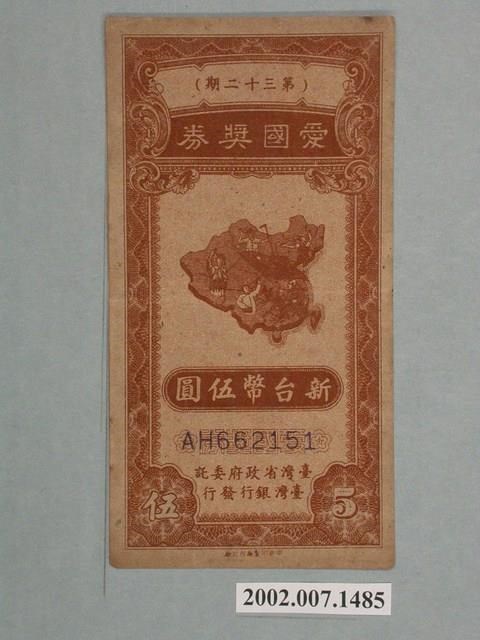 (第三十二期)
愛國獎券
新台幣伍圓
AH662151
臺灣省政府委託
臺灣銀行發行
伍
5
2002.007.1485